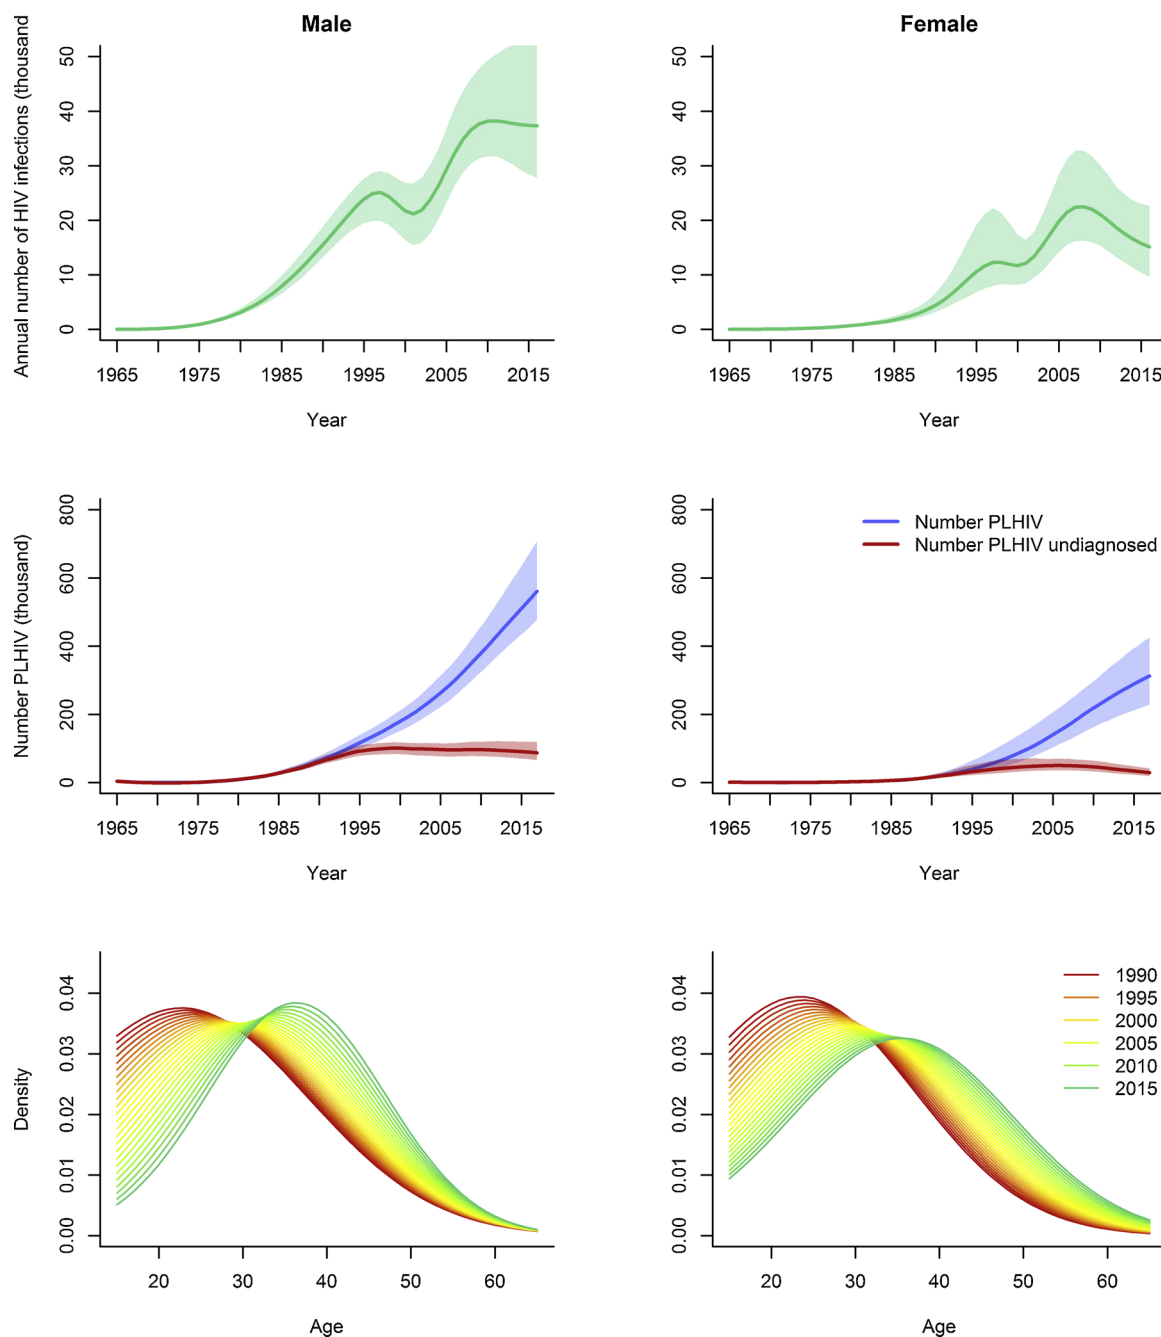 Male
Female
Annual number of HIV infections (thousand
50
40
30
20
10
0
1965 1975 1985 1995 2005 2015
Year
50
40
30
20
10
0
1965 1975 1985 1995 2005 2015
Year
Number PLHIV (thousand)
800
600
400
200
0
1965 1975 1985 1995 2005 2015
Year
800
600
400
200
0
Number PLHIV
Number PLHIV undiagnosed
1965 1975 1985 1995 2005 2015
Year
Density
0.04
0.03
0.02
0.01
0.00
20 30 40 50 60
Age
0.04
0.03
0.02
0.01
0.00
1990
1995
2000
2005
2010
2015
20 30 40 50 60
Age